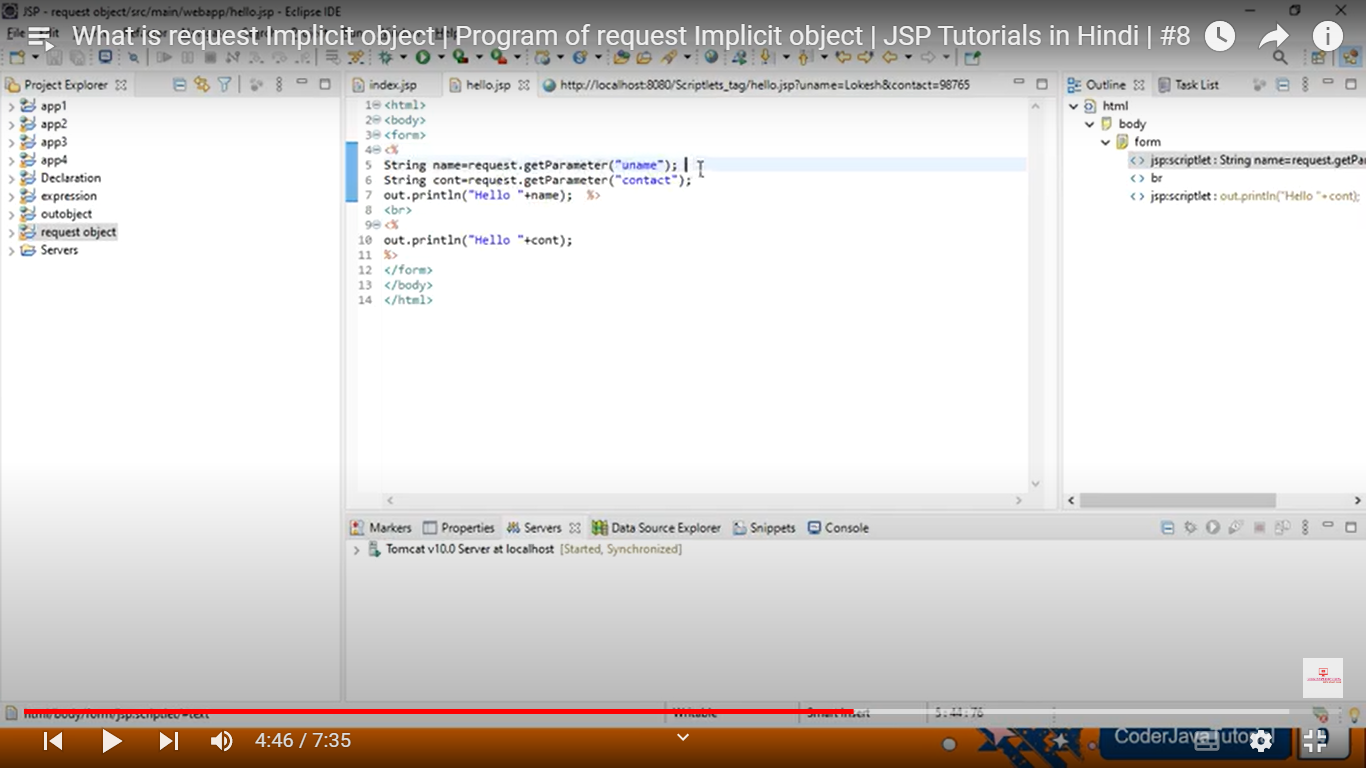 JSP - request object/src/main/webapp/hello.jsp - Eclipse IDE
What is request Implicit object | Program of request Implicit object | JSP Tutorials in Hindi | #8
Project Explorer
app1
app2
app3
app4
Declaration
expression
outobject
request object
Servers
index.jsp
hello.jsp
http://localhost:8080/Scriptlets_tag/hello.jsp?uname=Lokesh&contact=98765
1 <html>
2 <body>
3 <form>
4 <%
5 String name=request.getParameter("uname");
6 String cont=request.getParameter("contact");
7 out.println("Hello "+name); %>
8 <br>
9 <%
10 out.println("Hello "+cont);
11 %>
12 </form>
13 </body>
14 </html>
Outline
Task List
html
body
form
jsp:scriptlet : String name=request.getPar
br
jsp:scriptlet : out.println("Hello "+cont);
Markers
Properties
Servers
Data Source Explorer
Snippets
Console
Tomcat v10.0 Server at localhost [Started, Synchronized]
html/body/form/jsp:scriptlet/#text
Writable
Smart Insert
5 : 44 : 76
4:46 / 7:35
CoderJavaTutorial